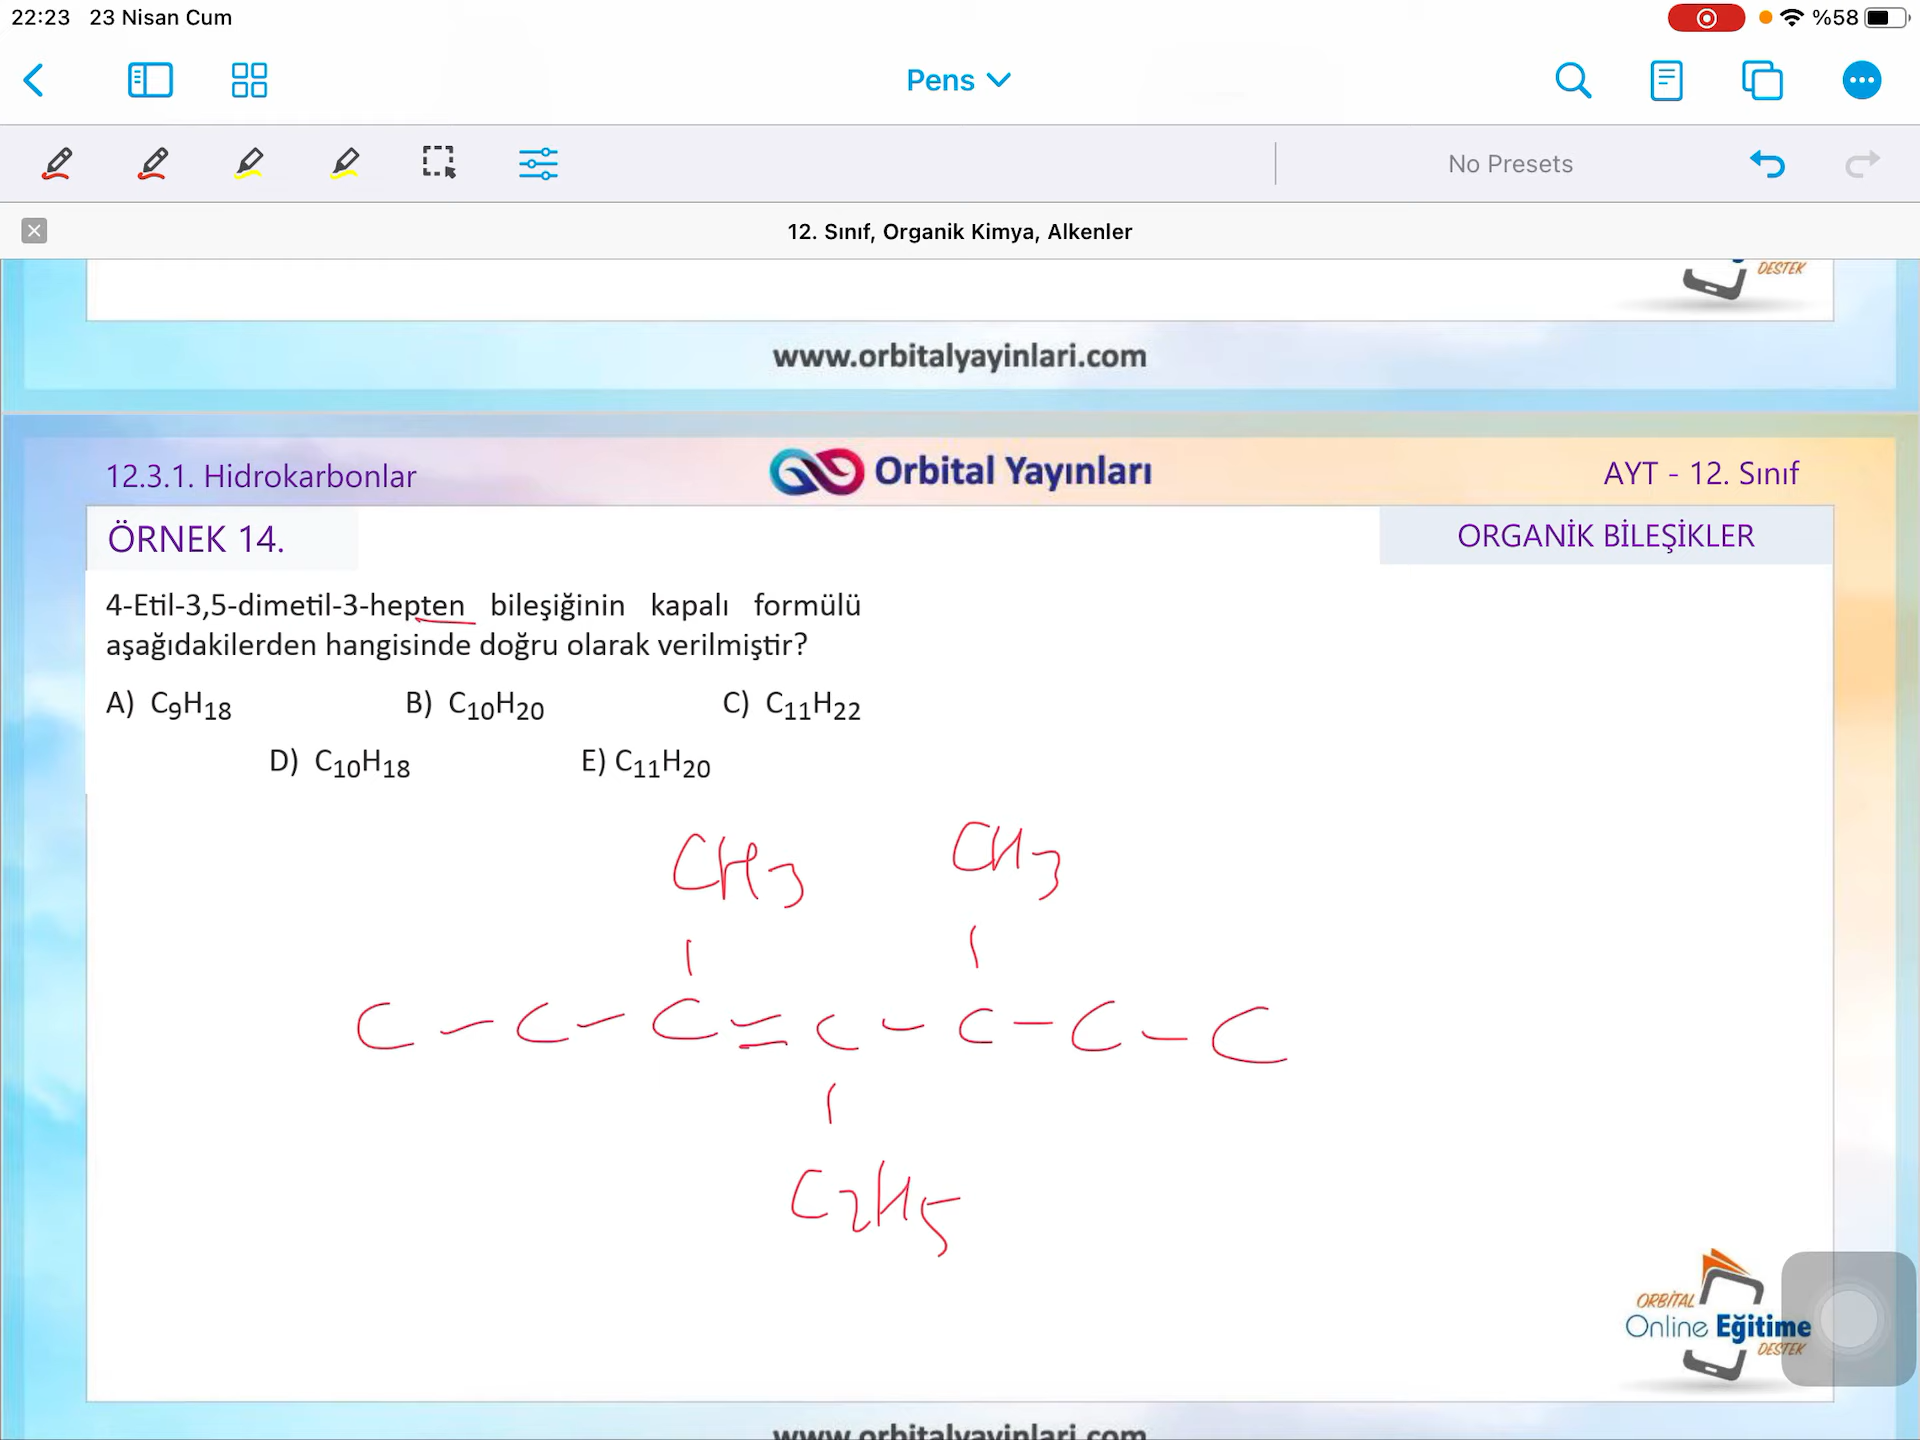 22:23 23 Nisan Cum %58
Pens
No Presets
12. Sınıf, Organik Kimya, Alkenler
DESTEK
www.orbitalyayinlari.com
12.3.1. Hidrokarbonlar Orbital Yayınları AYT - 12. Sınıf
ÖRNEK 14. ORGANİK BİLEŞİKLER
4-Etil-3,5-dimetil-3-hepten bileşiğinin kapalı formülü
aşağıdakilerden hangisinde doğru olarak verilmiştir?
A) C9H18 B) C10H20 C) C11H22
D) C10H18 E) C11H20
CH3 CH3
C - C - C = C - C - C - C
C2H5
ORBİTAL
Online Eğitime
DESTEK
www.orbitalyayinlari.com